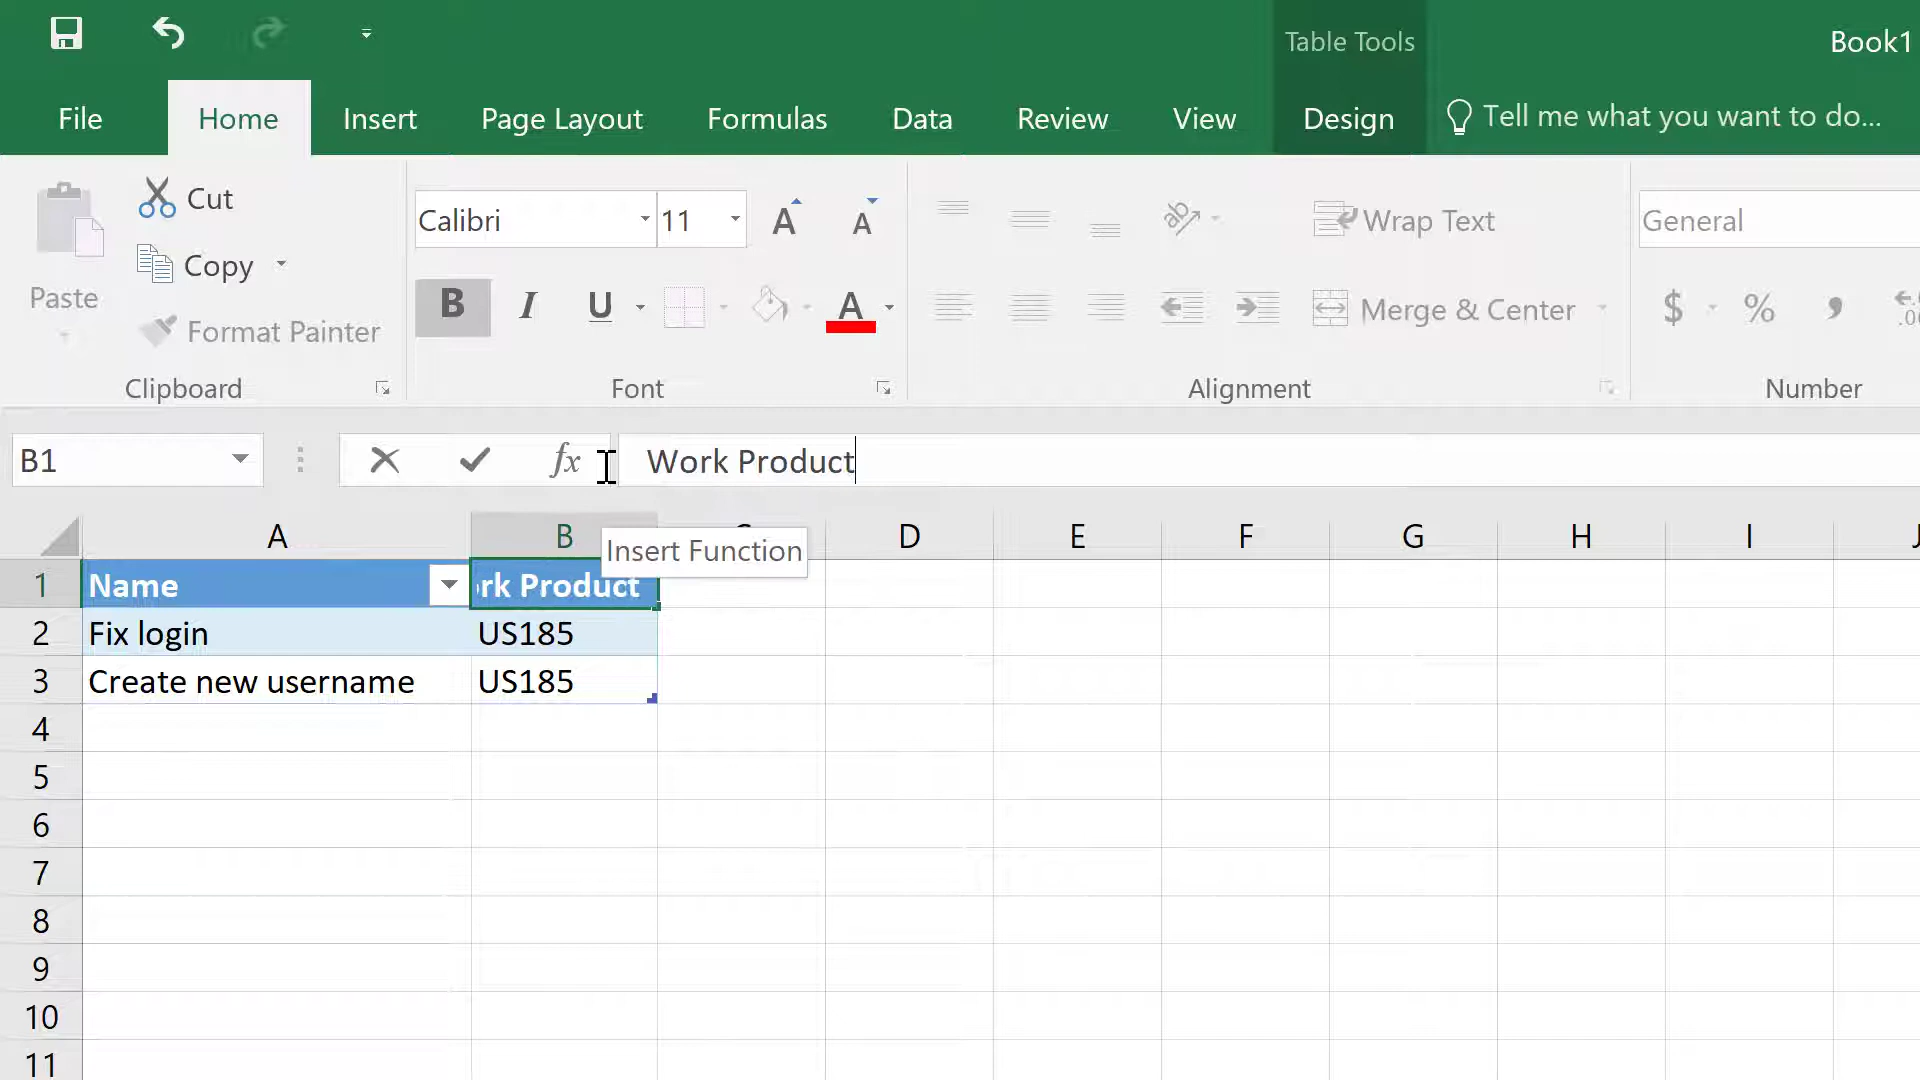 Table Tools
Book1
File Home Insert Page Layout Formulas Data Review View Design Tell me what you want to do...
Cut
Copy
Paste
Format Painter
Clipboard
Calibri 11
B I U A
Font
Wrap Text
Merge & Center
Alignment
General
$ % ,
Number
B1 fx Work Product
Insert Function
A B D E F G H I
1 Name rk Product
2 Fix login US185
3 Create new username US185
4
5
6
7
8
9
10
11